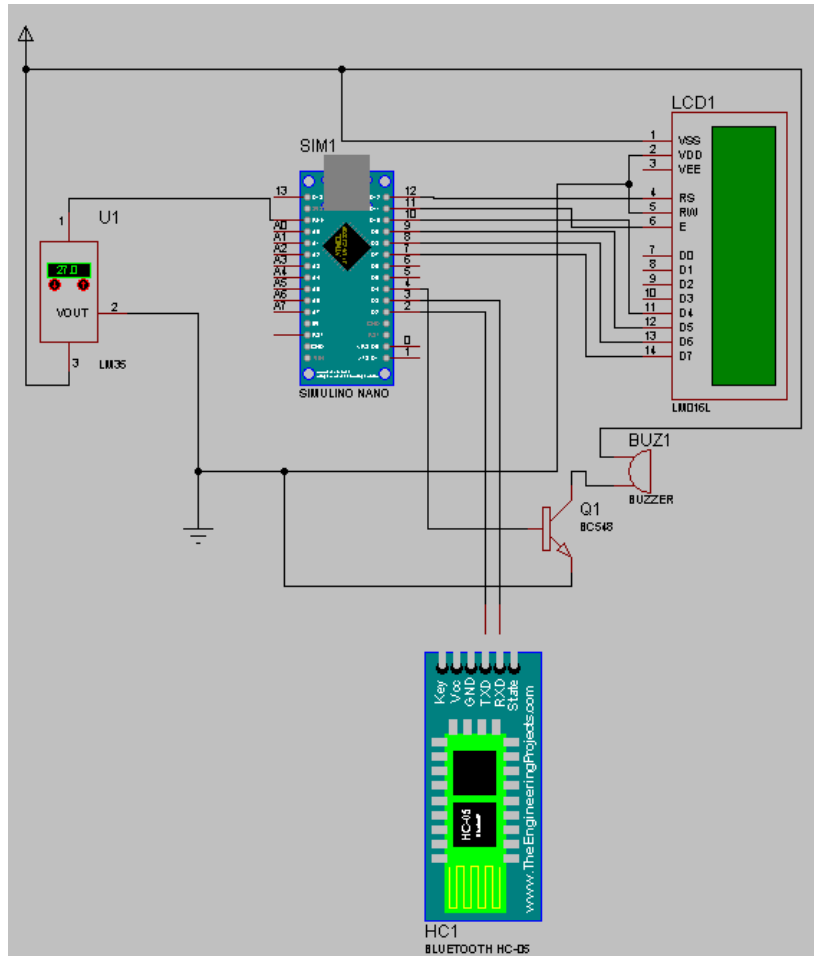 LCD1
1 VSS
2 VDD
3 VEE
4 RS
5 RW
6 E
7 D0
8 D1
9 D2
10 D3
11 D4
12 D5
13 D6
14 D7
LM016L
SIM1
13
A0
A1
A2
A3
A4
A5
A6
A7
12
11
10
9
8
7
6
5
4
3
2
0
1
SIMULINO NANO
U1
1
27.0
VOUT
2
3
LM35
BUZ1
BUZZER
Q1
BC548
Key
Vcc
GND
TXD
RXD
State
HC-05
www.TheEngineeringProjects.com
HC1
BLUETOOTH HC-05